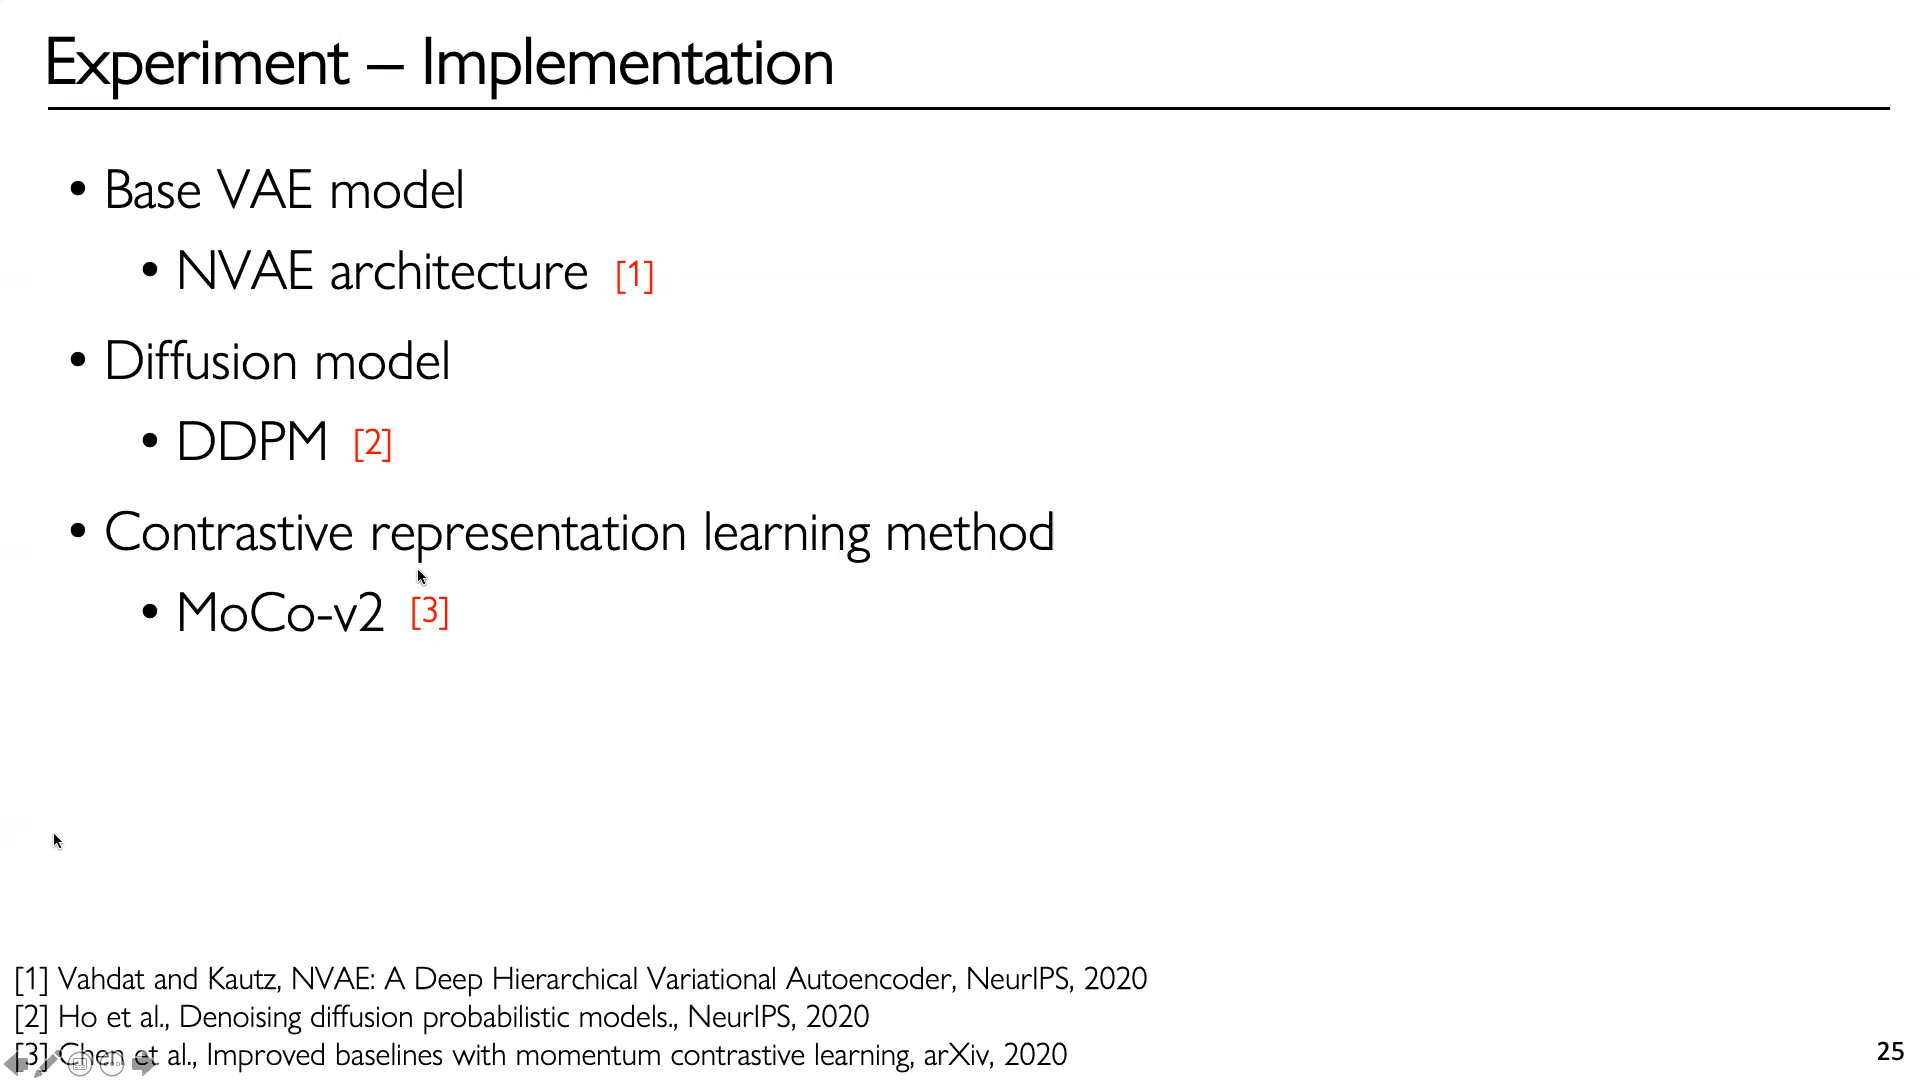 Experiment – Implementation
• Base VAE model
• NVAE architecture [1]
• Diffusion model
• DDPM [2]
• Contrastive representation learning method
• MoCo-v2 [3]
[1] Vahdat and Kautz, NVAE: A Deep Hierarchical Variational Autoencoder, NeurIPS, 2020
[2] Ho et al., Denoising diffusion probabilistic models., NeurIPS, 2020
[3] Chen et al., Improved baselines with momentum contrastive learning, arXiv, 2020
25